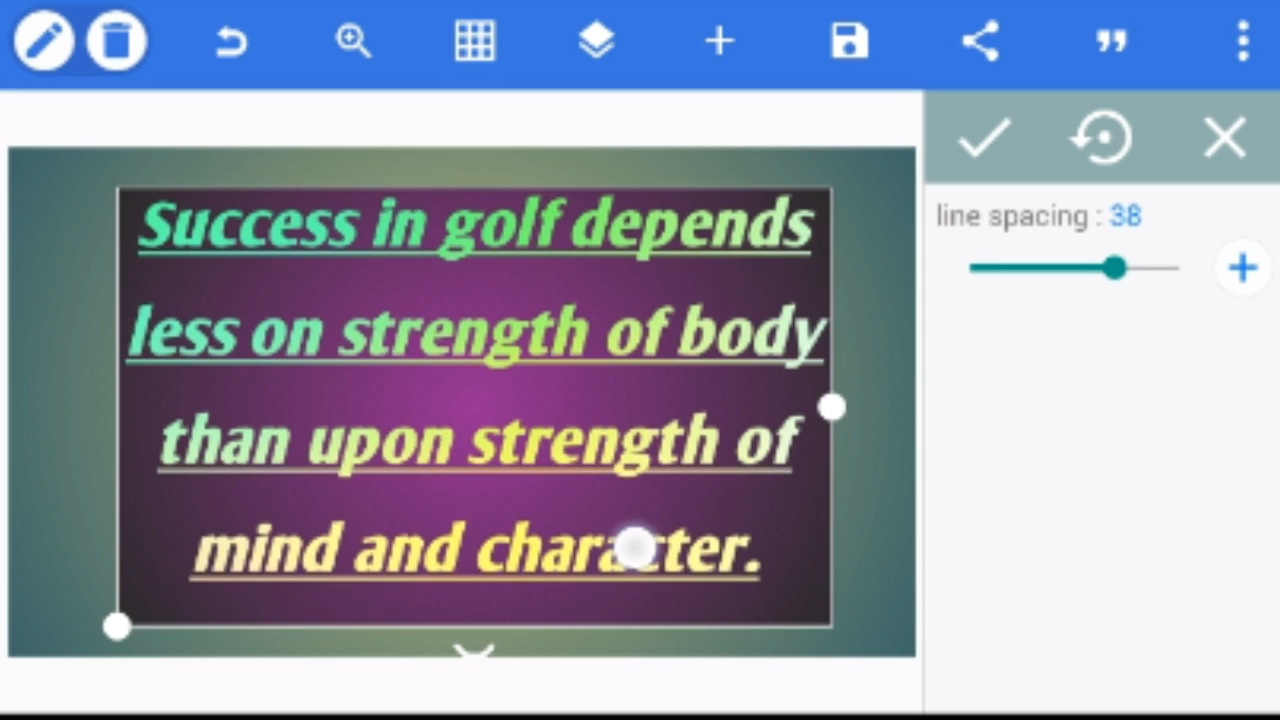 line spacing : 38
Success in golf depends
less on strength of body
than upon strength of
mind and character.